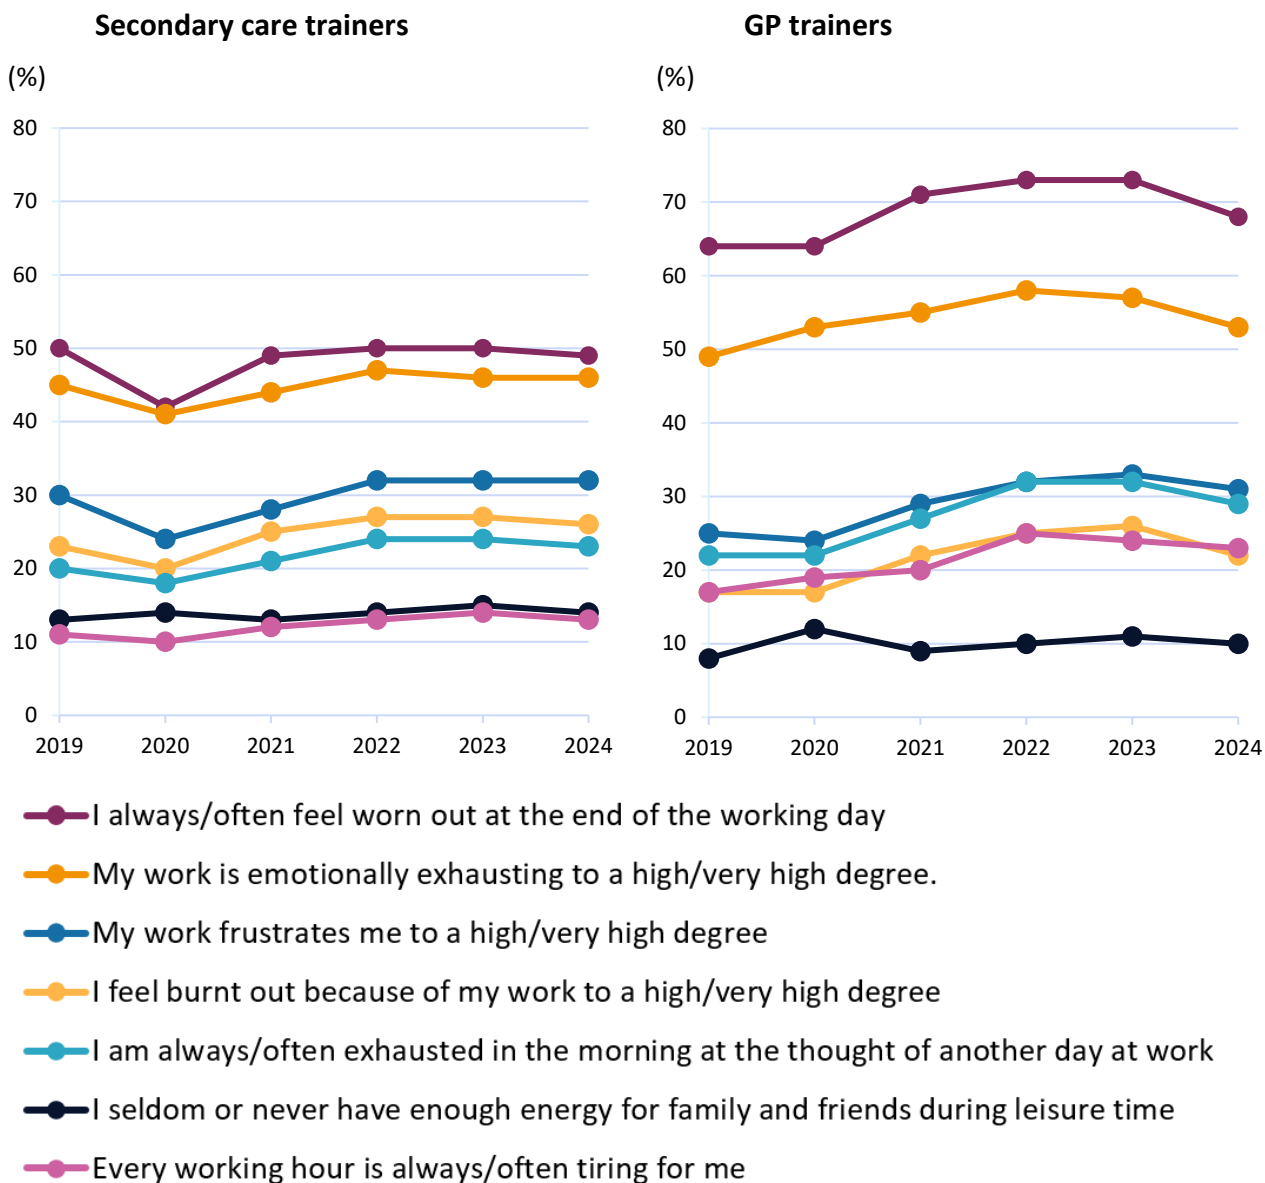 Secondary care trainers
GP trainers
(%)
(%)
80
70
60
50
40
30
20
10
0
2019 2020 2021 2022 2023 2024
80
70
60
50
40
30
20
10
0
2019 2020 2021 2022 2023 2024
I always/often feel worn out at the end of the working day
My work is emotionally exhausting to a high/very high degree.
My work frustrates me to a high/very high degree
I feel burnt out because of my work to a high/very high degree
I am always/often exhausted in the morning at the thought of another day at work
I seldom or never have enough energy for family and friends during leisure time
Every working hour is always/often tiring for me